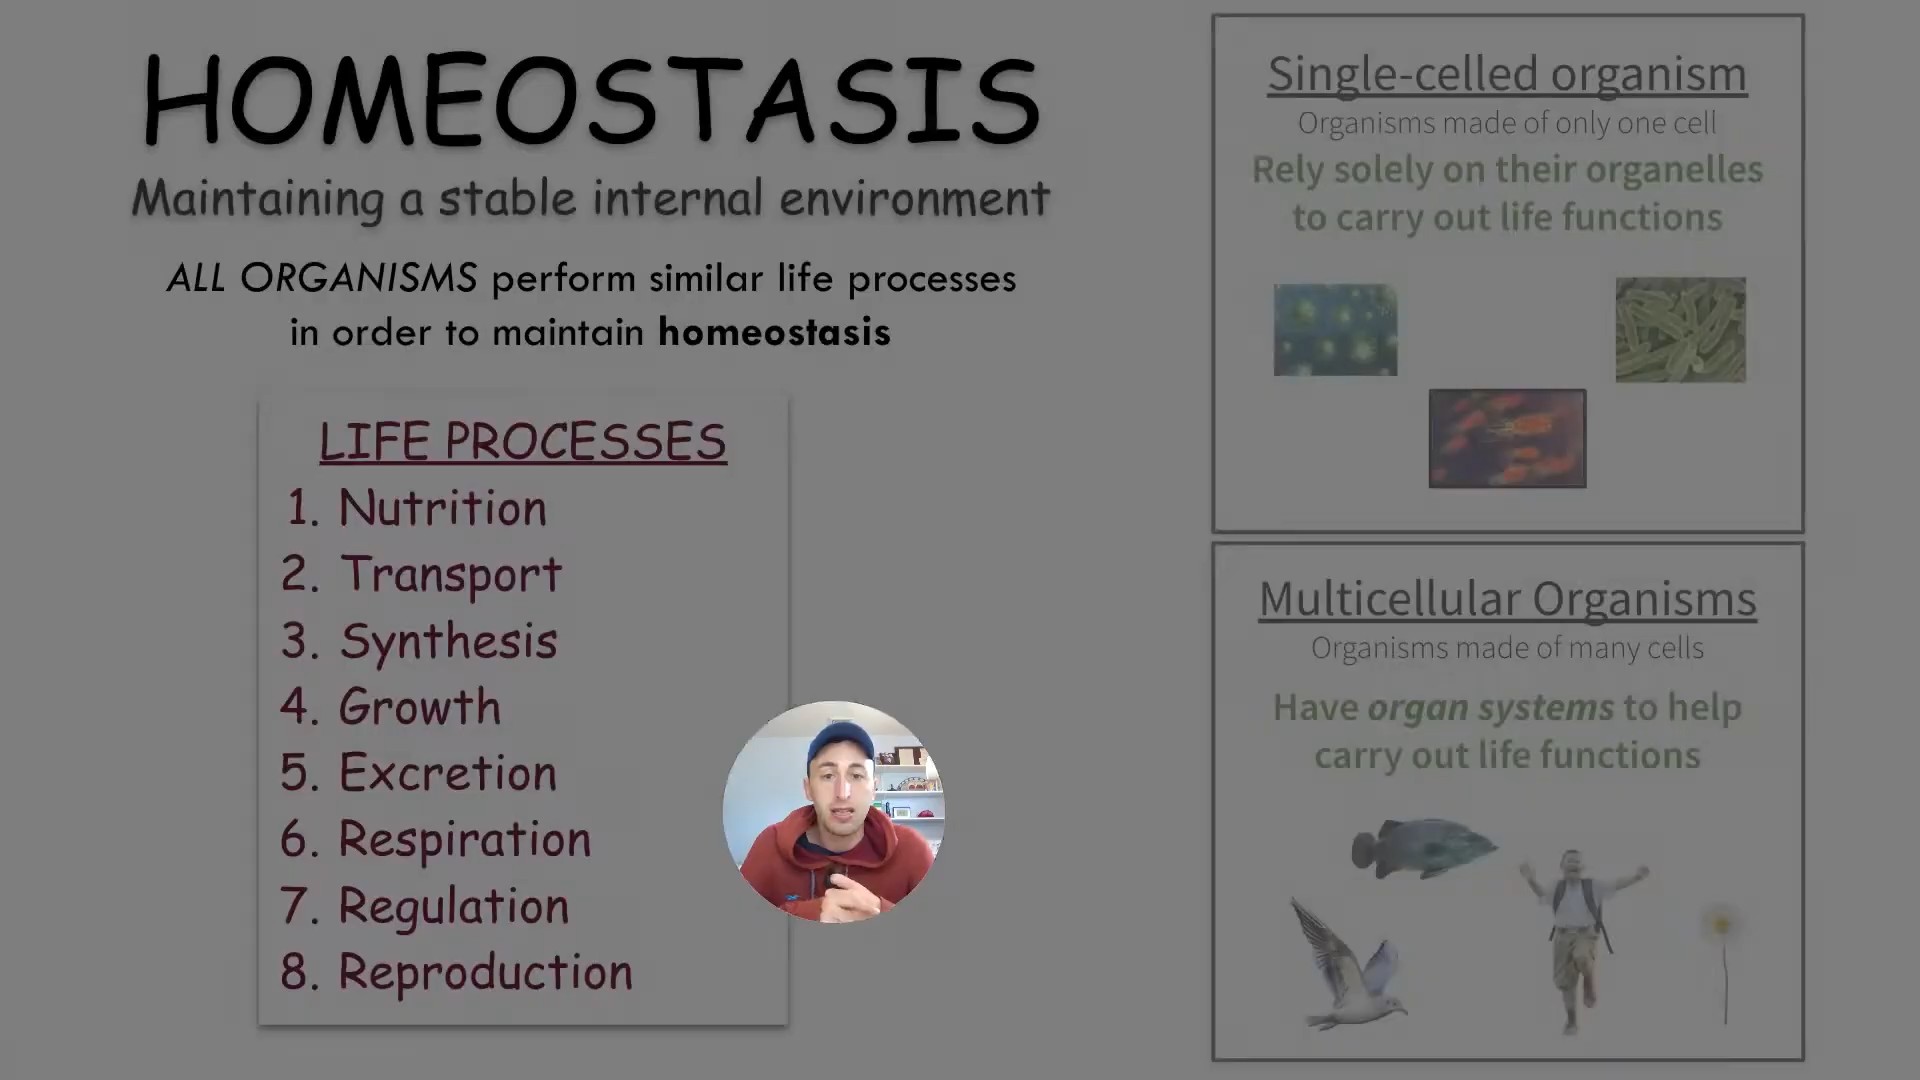 HOMEOSTASIS
Maintaining a stable internal environment
ALL ORGANISMS perform similar life processes
in order to maintain homeostasis
LIFE PROCESSES
1. Nutrition
2. Transport
3. Synthesis
4. Growth
5. Excretion
6. Respiration
7. Regulation
8. Reproduction
Single-celled organism
Organisms made of only one cell
Rely solely on their organelles
to carry out life functions
Multicellular Organisms
Organisms made of many cells
Have organ systems to help
carry out life functions